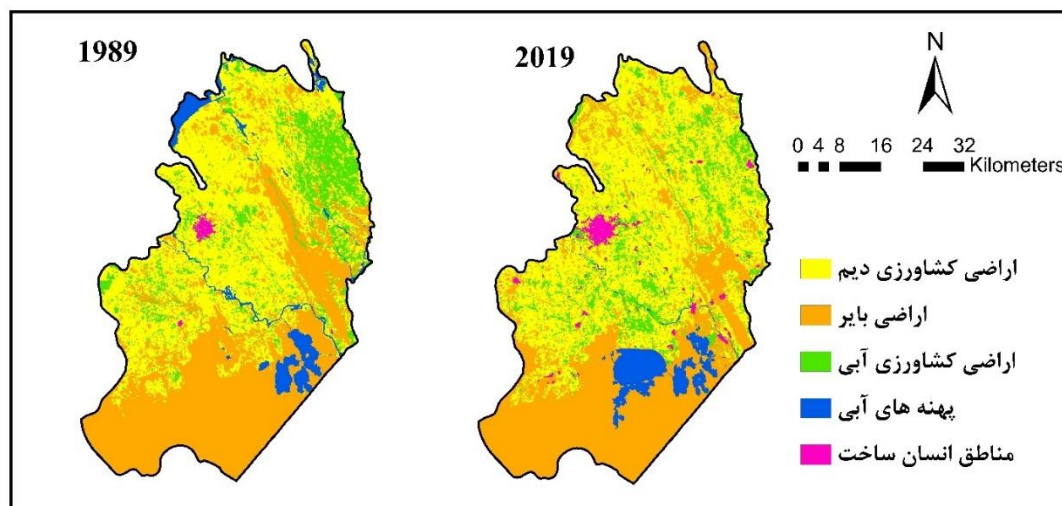 1989
2019
N
0 4 8 16 24 32
Kilometers
اراضی کشاورزی دیم
اراضی بایر
اراضی کشاورزی آبی
پهنه های آبی
مناطق انسان ساخت